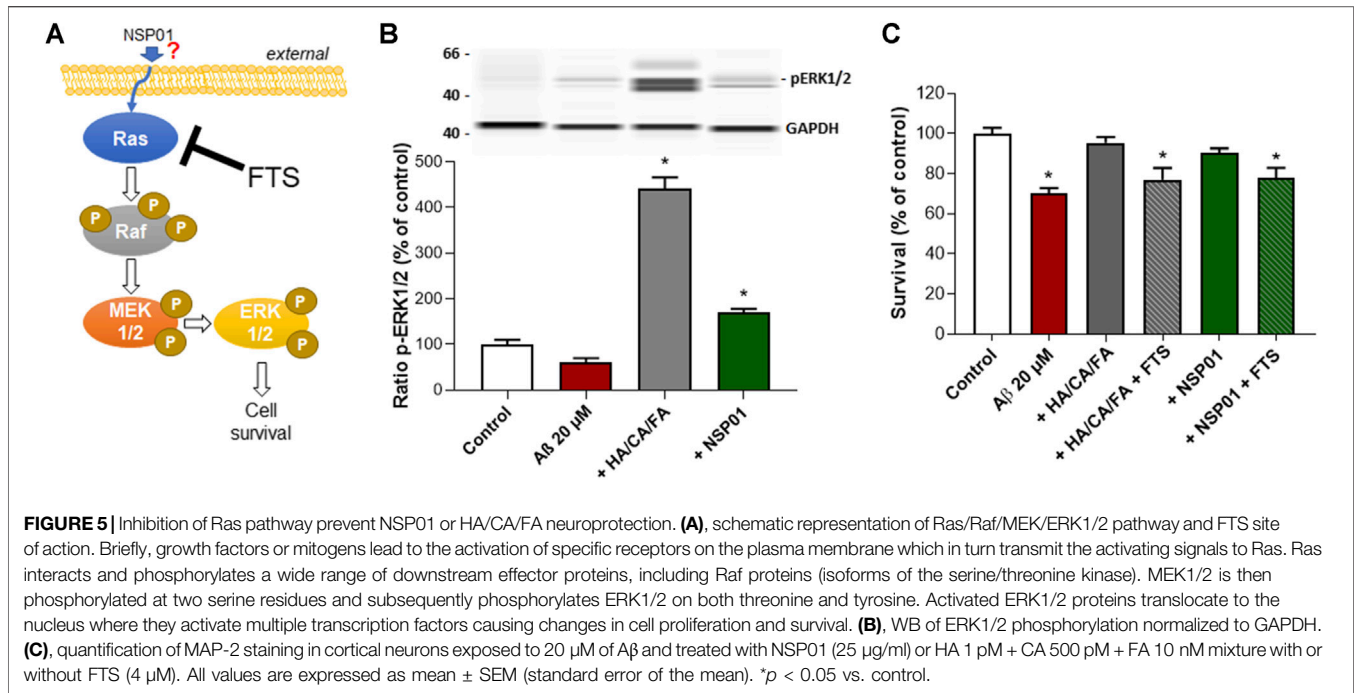 A
NSP01
?
external
Ras
FTS
P
P
P
Raf
MEK
1/2
P
P
ERK
1/2
P
P
Cell
survival
B
66 -
40 -
- pERK1/2
40 -
GAPDH
Ratio p-ERK1/2 (% of control)
500
400
300
200
100
0
*
*
Control
Aß 20 µM
+ HA/CA/FA
+ NSP01
C
Survival (% of control)
120
100
80
60
40
20
0
*
*
*
Control
Aβ 20 µM
+ HA/CA/FA
+ HA/CA/FA + FTS
+ NSP01
+ NSP01 + FTS
FIGURE 5 | Inhibition of Ras pathway prevent NSP01 or HA/CA/FA neuroprotection. (A), schematic representation of Ras/Raf/MEK/ERK1/2 pathway and FTS site
of action. Briefly, growth factors or mitogens lead to the activation of specific receptors on the plasma membrane which in turn transmit the activating signals to Ras. Ras
interacts and phosphorylates a wide range of downstream effector proteins, including Raf proteins (isoforms of the serine/threonine kinase). MEK1/2 is then
phosphorylated at two serine residues and subsequently phosphorylates ERK1/2 on both threonine and tyrosine. Activated ERK1/2 proteins translocate to the
nucleus where they activate multiple transcription factors causing changes in cell proliferation and survival. (B), WB of ERK1/2 phosphorylation normalized to GAPDH.
(C), quantification of MAP-2 staining in cortical neurons exposed to 20 µM of Aβ and treated with NSP01 (25 µg/ml) or HA 1 pM + CA 500 pM + FA 10 nM mixture with or
without FTS (4 µM). All values are expressed as mean ± SEM (standard error of the mean). *p < 0.05 vs. control.